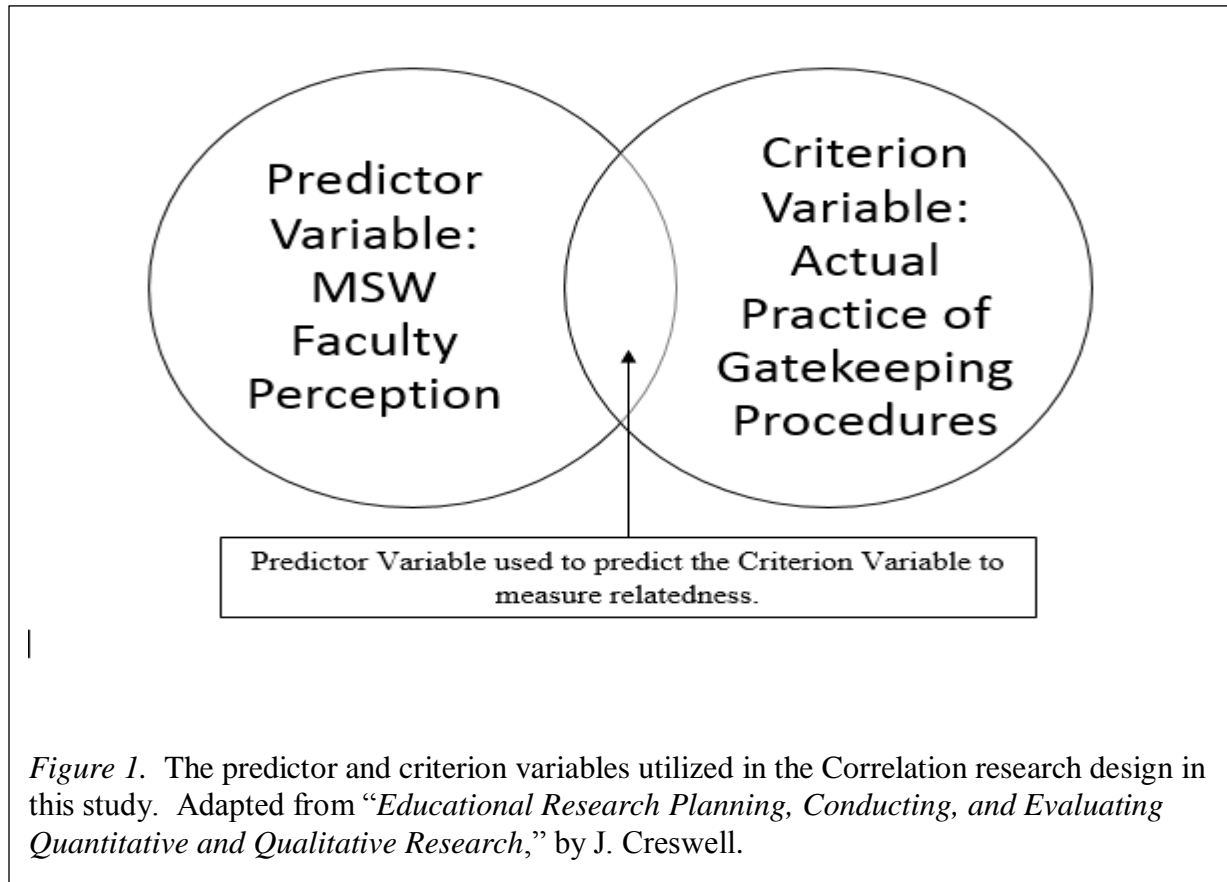 Predictor
Variable:
MSW
Faculty
Perception
Criterion
Variable:
Actual
Practice of
Gatekeeping
Procedures
Predictor Variable used to predict the Criterion Variable to
measure relatedness.
Figure 1.  The predictor and criterion variables utilized in the Correlation research design in
this study.  Adapted from “Educational Research Planning, Conducting, and Evaluating
Quantitative and Qualitative Research,” by J. Creswell.